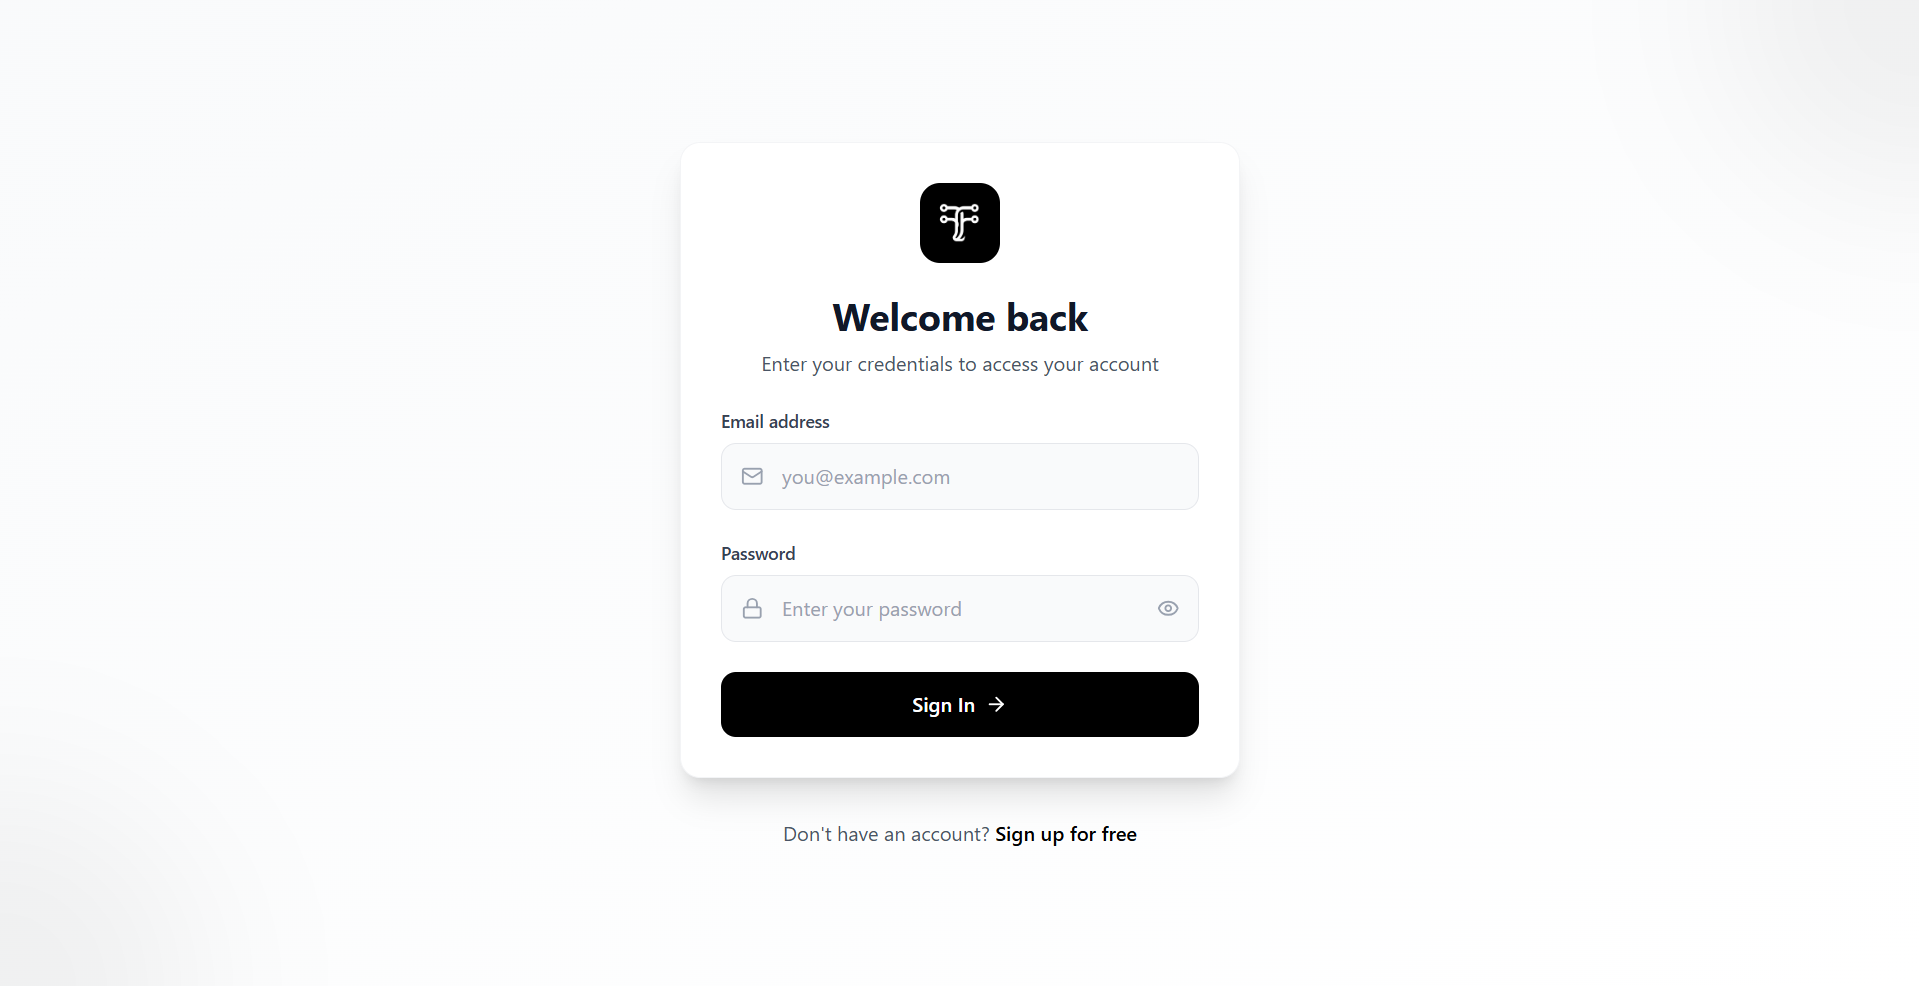 Welcome back
Enter your credentials to access your account
Email address
you@example.com
Password
Enter your password
Sign In
Don't have an account? Sign up for free